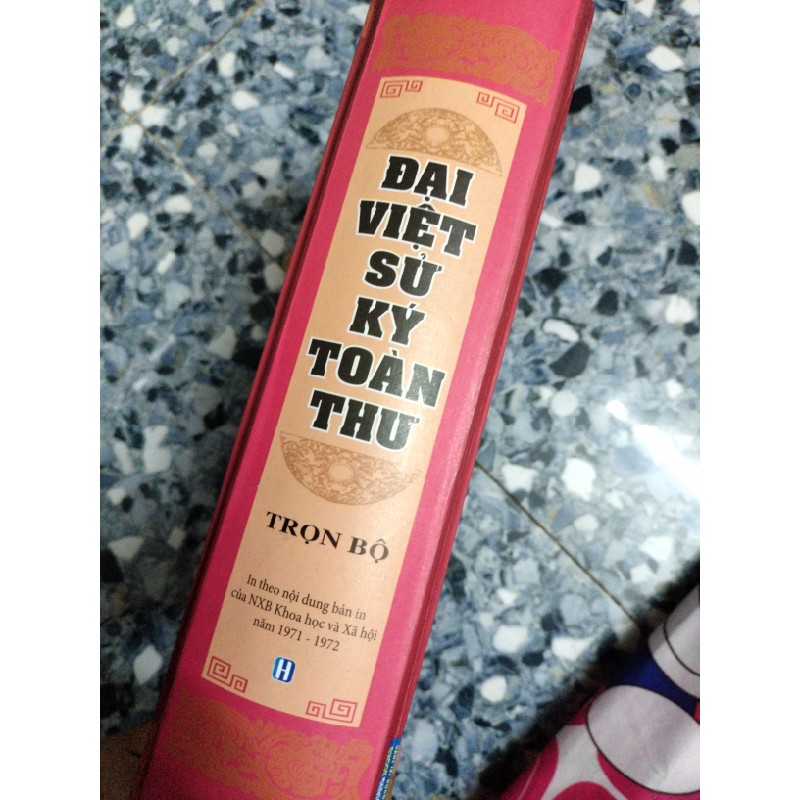 ĐẠI
VIỆT
SỬ
KÝ
TOÀN
THƯ
TRỌN BỘ
In theo nội dung bản in
của NXB Khoa học và Xã hội
năm 1971 - 1972
H